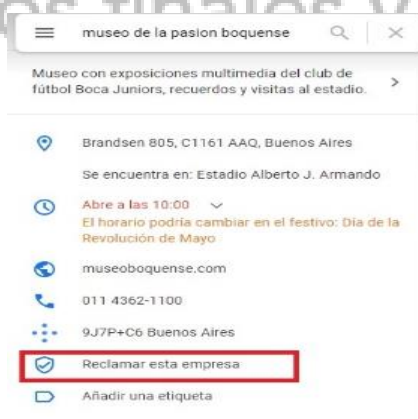 museo de la pasion boquense
Museo con exposiciones multimedia del club de
fútbol Boca Juniors, recuerdos y visitas al estadio.
Brandsen 805, C1161 AAQ, Buenos Aires
Se encuentra en: Estadio Alberto J. Armando
Abre a las 10:00
El horario podría cambiar en el festivo: Día de la
Revolución de Mayo
museoboquense.com
011 4362-1100
9J7P+C6 Buenos Aires
Reclamar esta empresa
Añadir una etiqueta